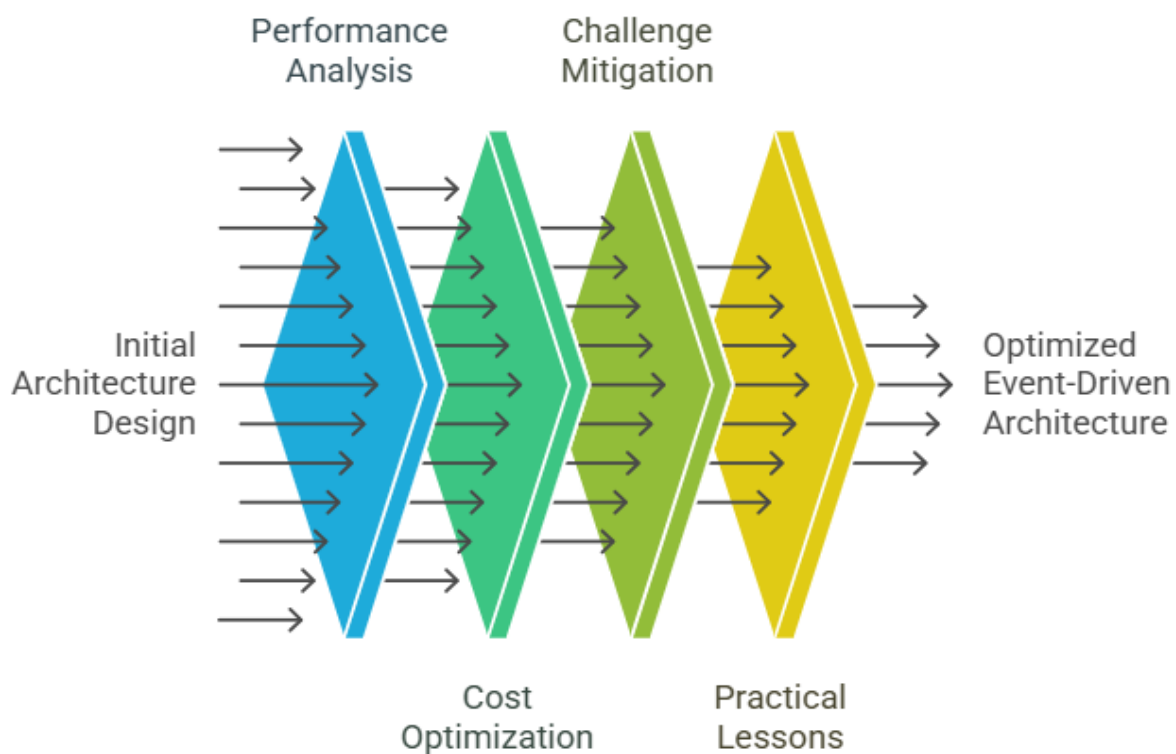 Performance
Analysis
Challenge
Mitigation
Initial
Architecture
Design
Optimized
Event-Driven
Architecture
Cost
Optimization
Practical
Lessons